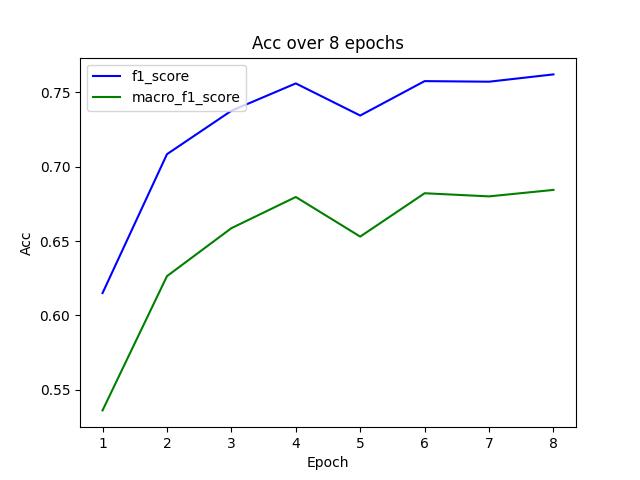 Acc over 8 epochs
f1_score
macro_f1_score
0.75
0.70
0.65
0.60
0.55
Acc
1 2 3 4 5 6 7 8
Epoch